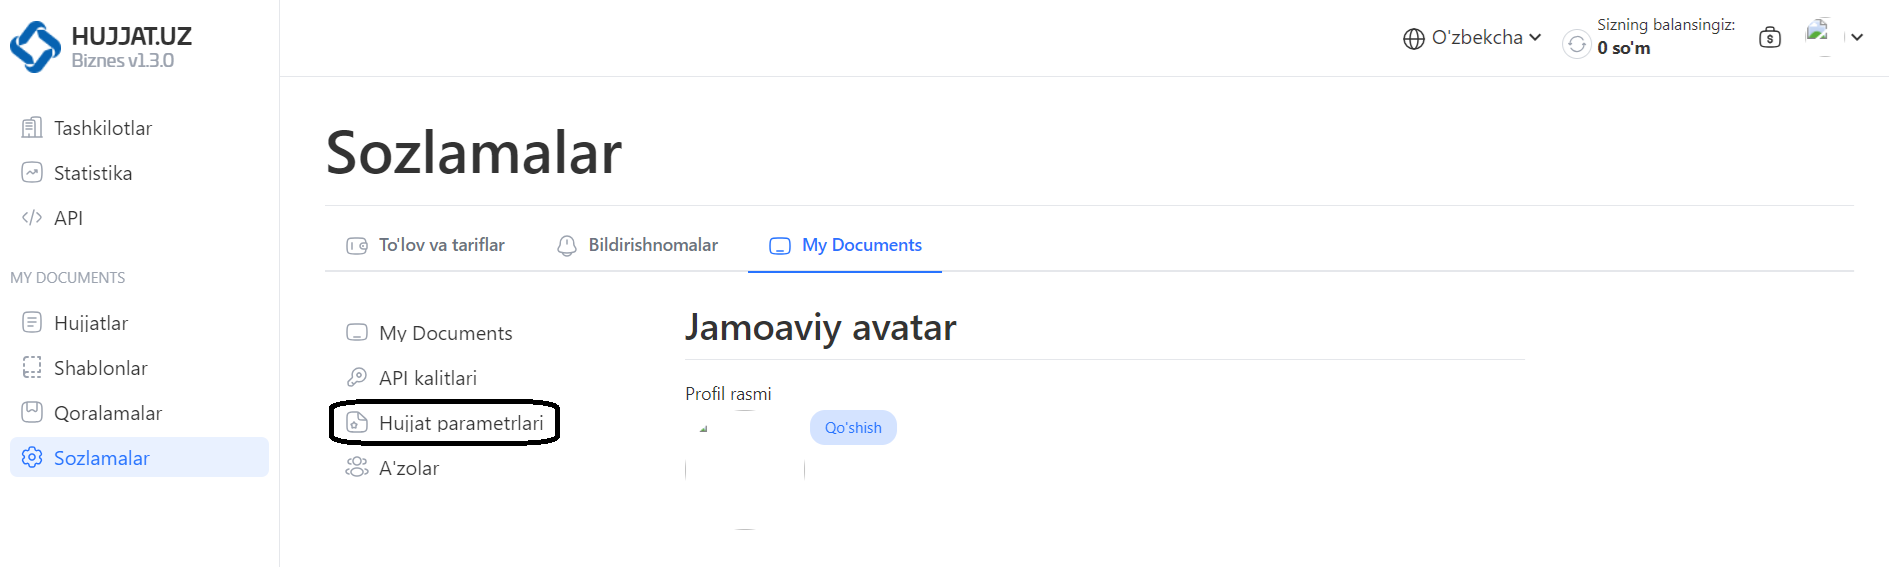 HUJJAT.UZ
Biznes v1.3.0
O'zbekcha
Sizning balansingiz:
0 so'm
Tashkilotlar
Statistika
API
MY DOCUMENTS
Hujjatlar
Shablonlar
Qoralamalar
Sozlamalar
Sozlamalar
To'lov va tariflar
Bildirishnomalar
My Documents
My Documents
API kalitlari
Hujjat parametrlari
A'zolar
Jamoaviy avatar
Profil rasmi
Qo'shish